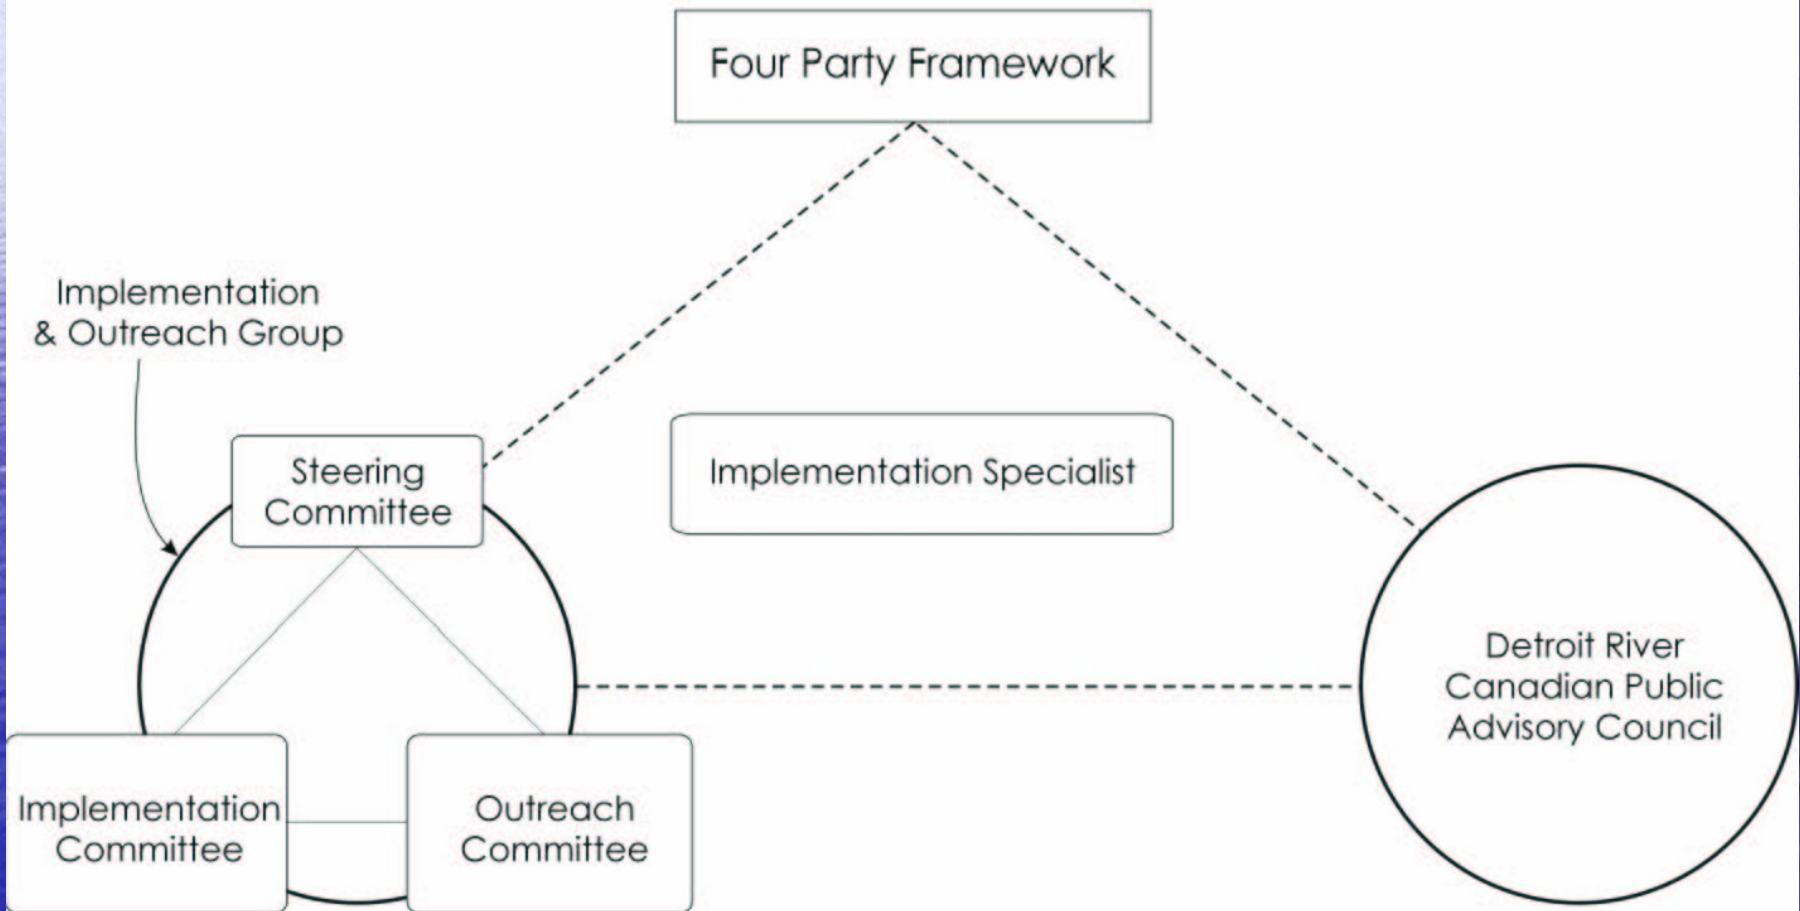 Four Party Framework
Implementation
& Outreach Group
Steering
Committee
Implementation Specialist
Detroit River
Canadian Public
Advisory Council
Implementation
Committee
Outreach
Committee